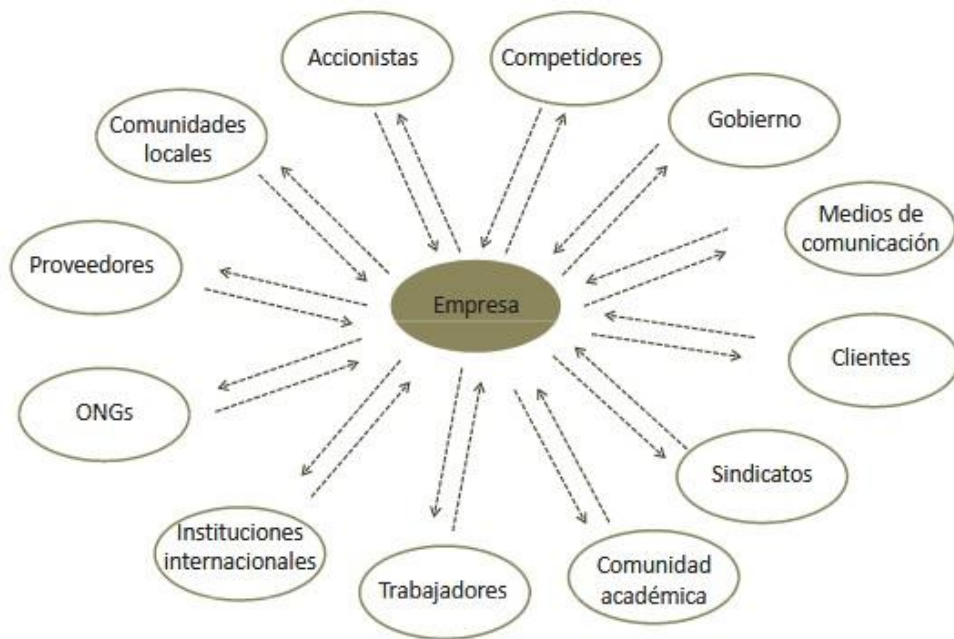 Accionistas
Competidores
Gobierno
Comunidades
locales
Medios de
comunicación
Proveedores
Empresa
Clientes
ONGs
Sindicatos
Instituciones
internacionales
Trabajadores
Comunidad
académica